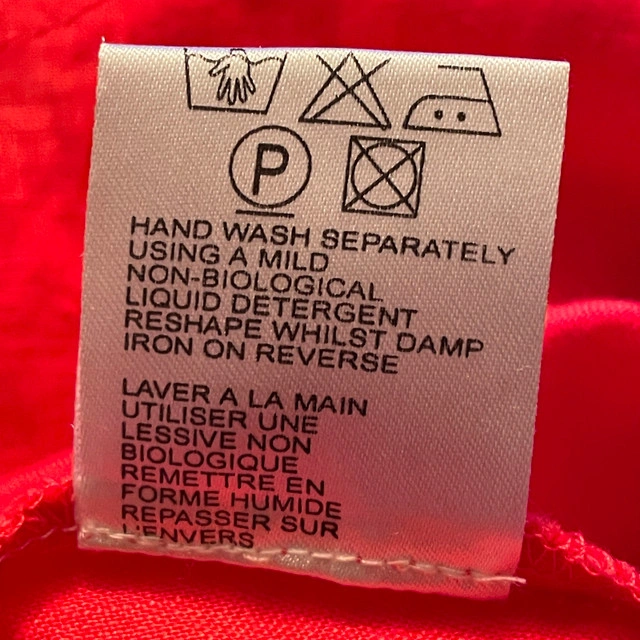 P
HAND WASH SEPARATELY
USING A MILD
NON-BIOLOGICAL
LIQUID DETERGENT
RESHAPE WHILST DAMP
IRON ON REVERSE
LAVER A LA MAIN
UTILISER UNE
LESSIVE NON
BIOLOGIQUE
REMETTRE EN
FORME HUMIDE
REPASSER SUR
L'ENVERS